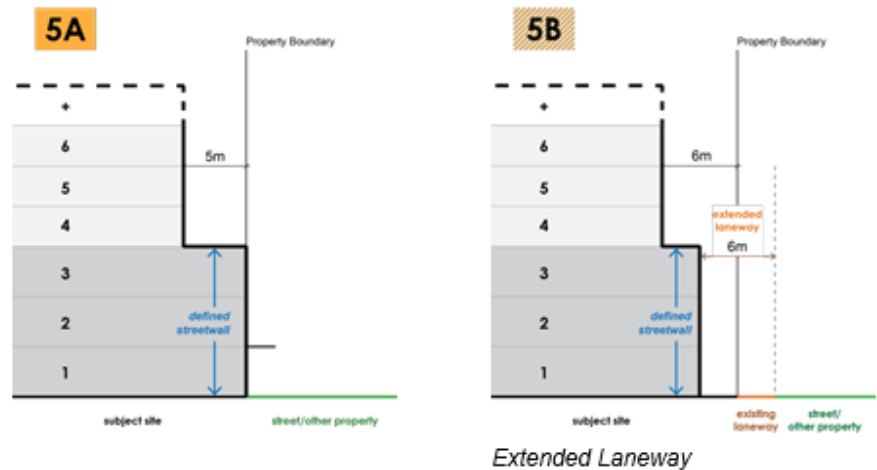 5A
Property Boundary
+
6
5m
5
4
3
defined
streetwall
2
1
subject site
street/other property
5B
Property Boundary
+
6
6m
5
extended
laneway
4
6m
3
defined
streetwall
2
1
subject site
existing
laneway
street/
other property
Extended Laneway